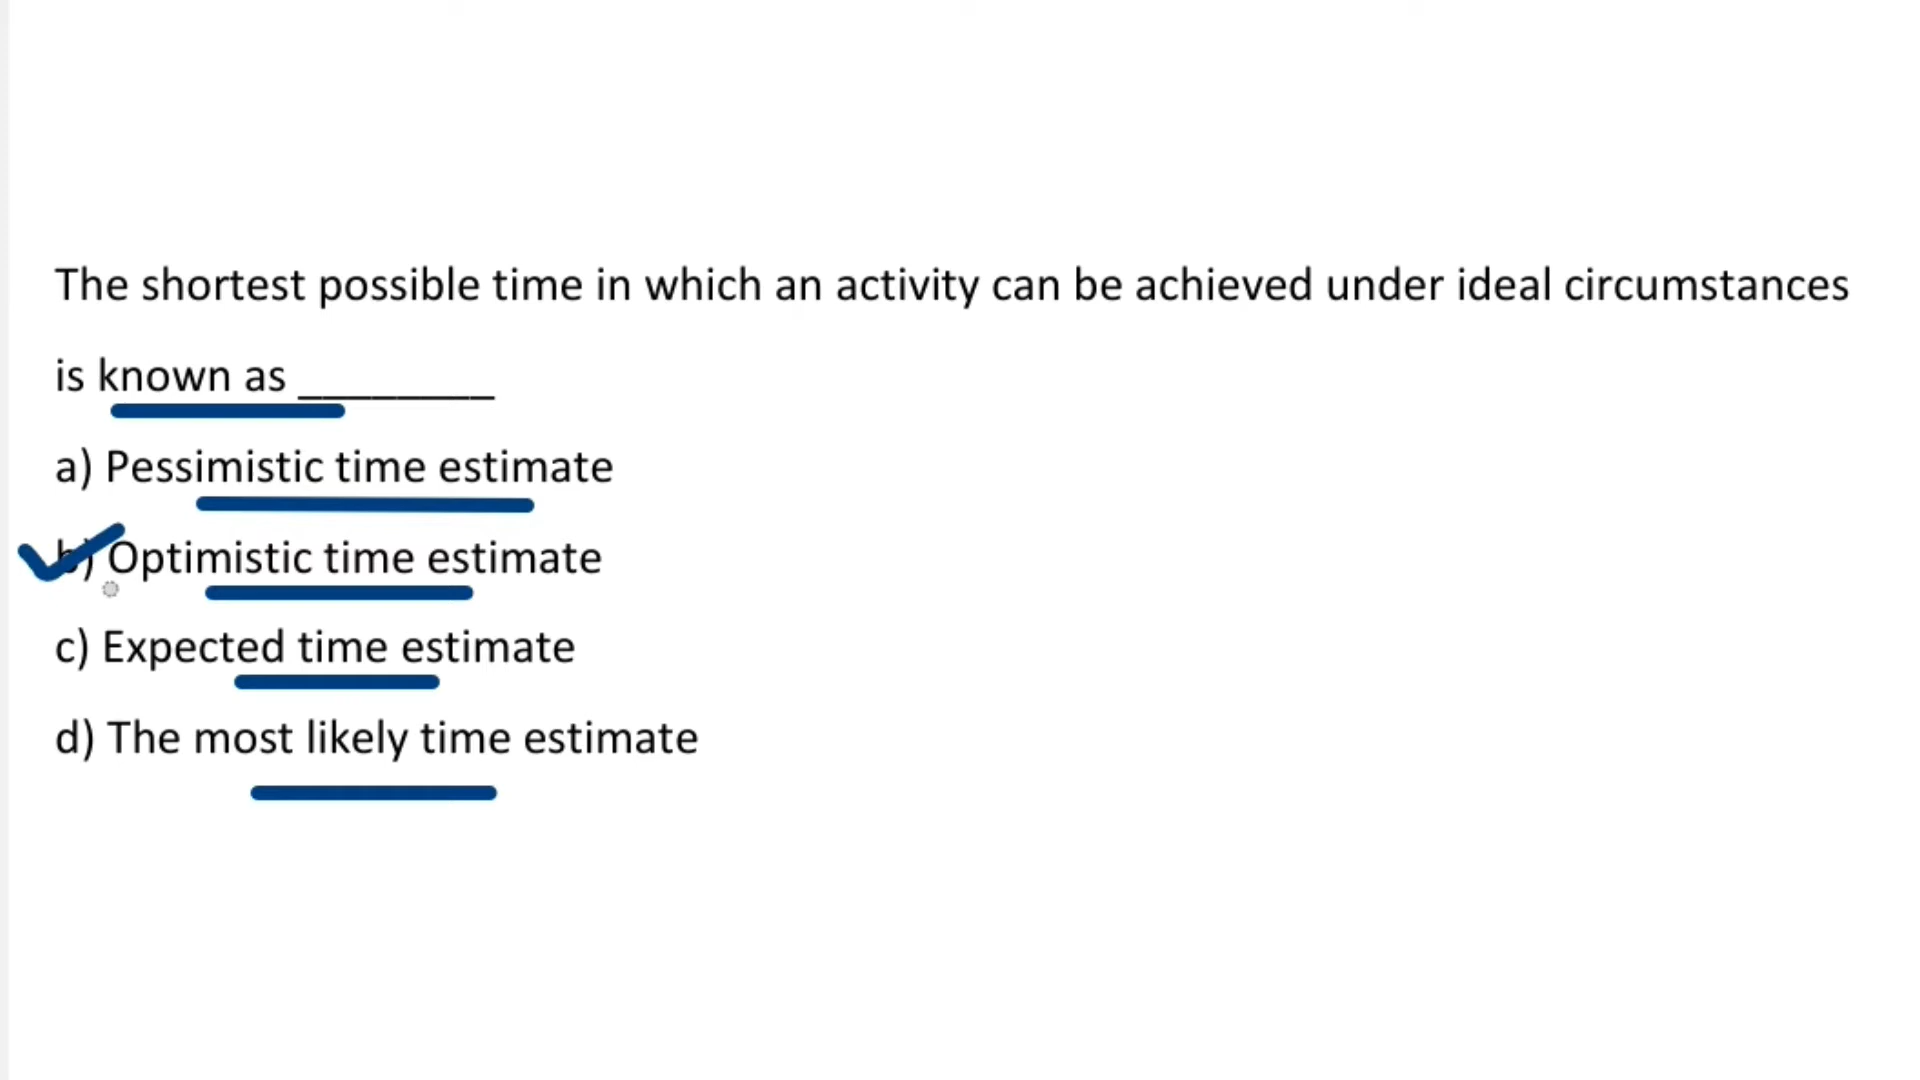 The shortest possible time in which an activity can be achieved under ideal circumstances
is known as ________
a) Pessimistic time estimate
b) Optimistic time estimate
c) Expected time estimate
d) The most likely time estimate